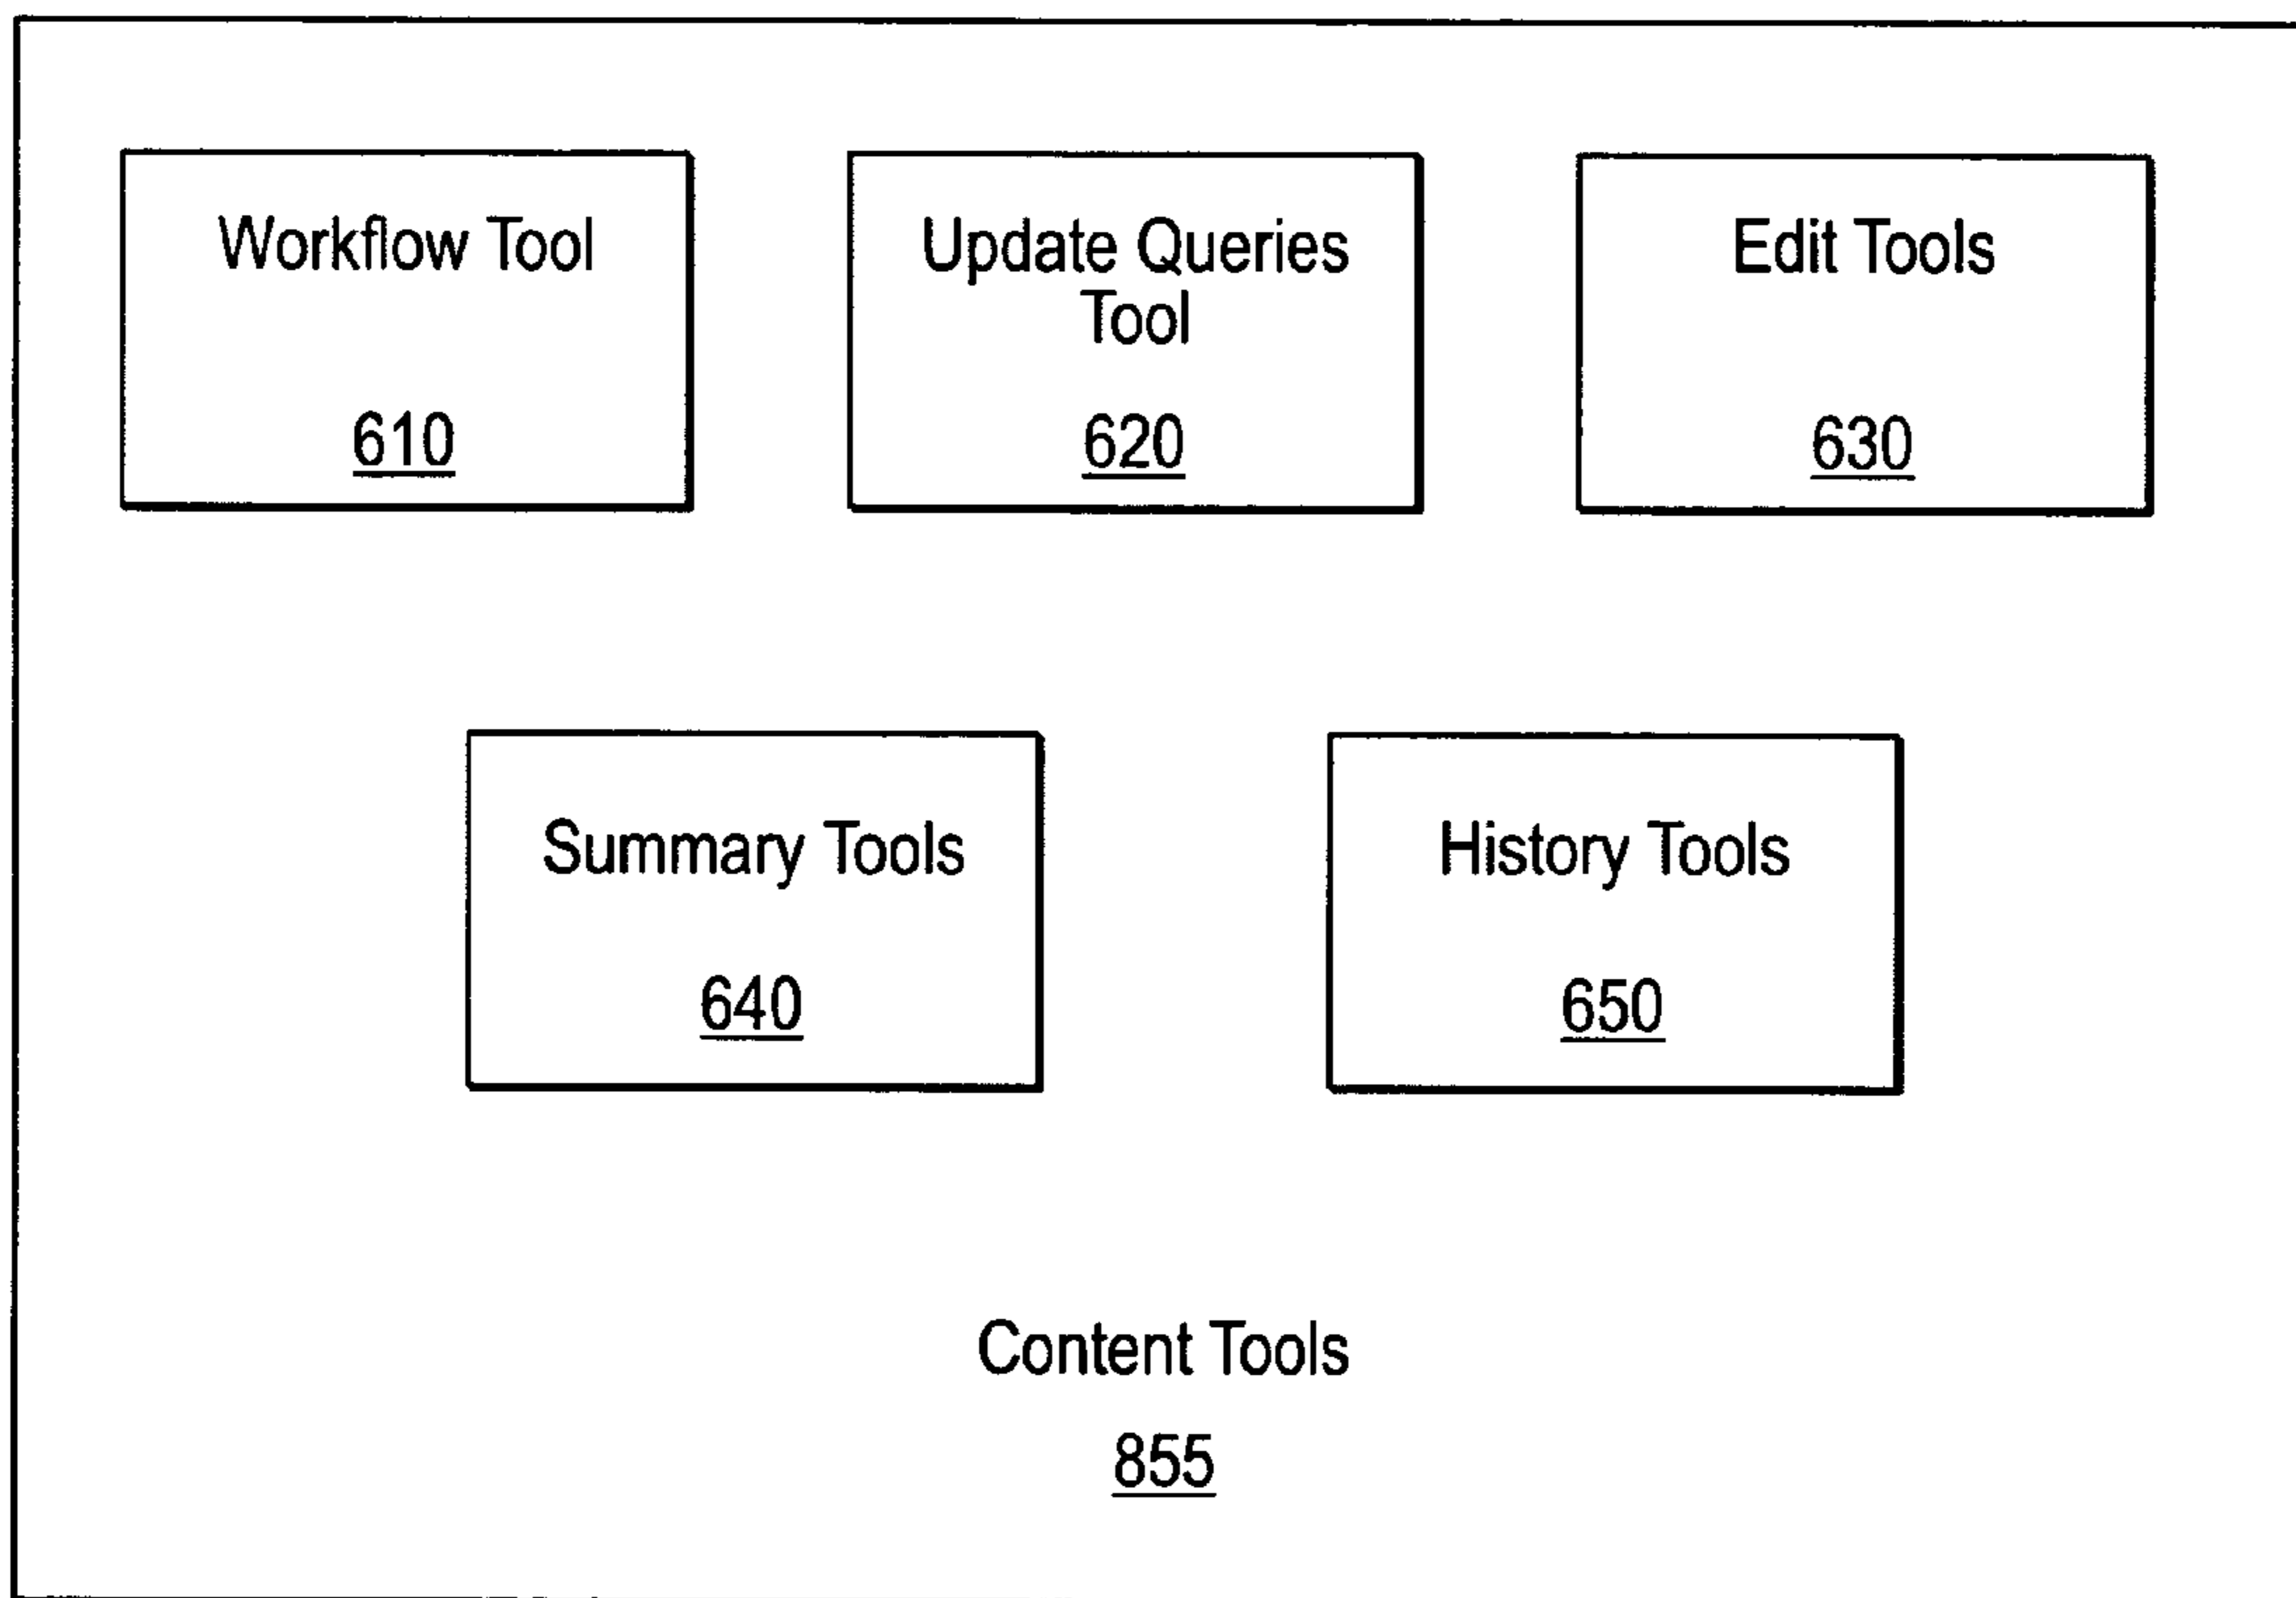 Workflow Tool
610
Update Queries
Tool
620
Edit Tools
630
Summary Tools
640
History Tools
650
Content Tools
855